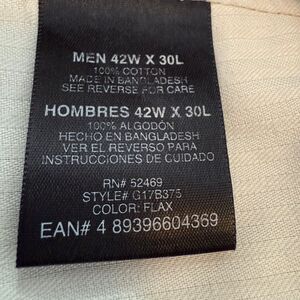 MEN 42W X 30L
100% COTTON
MADE IN BANGLADESH
SEE REVERSE FOR CARE
HOMBRES 42W X 30L
100% ALGODÓN
HECHO EN BANGLADESH
VER EL REVERSO PARA
INSTRUCCIONES DE CUIDADO
RN# 52469
STYLE# G17B375
COLOR: FLAX
EAN# 4 89396604369